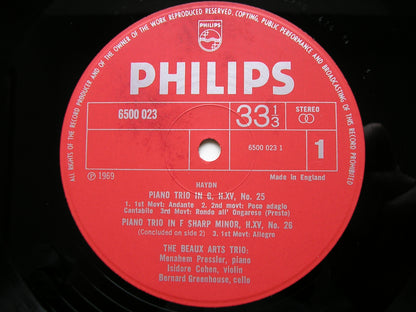 ALL RIGHTS OF THE RECORD PRODUCER AND OF THE OWNER OF THE WORK REPRODUCED RESERVED. COPYING, PUBLIC PERFORMANCE AND BROADCASTING OF THIS RECORD PROHIBITED
PHILIPS
PHILIPS
6500 023
33 1/3
STEREO
6500 023 1
1
℗ 1969
Made in England
HAYDN
PIANO TRIO IN G, H.XV, No. 25
1. 1st Movt: Andante 2. 2nd movt: Poco adagio
Cantabile 3rd Movt: Rondo all' Ongarese (Presto)
PIANO TRIO IN F SHARP MINOR, H.XV, No. 26
(Concluded on side 2) 3. 1st Movt: Allegro
THE BEAUX ARTS TRIO:
Menahem Pressler, piano
Isidore Cohen, violin
Bernard Greenhouse, cello